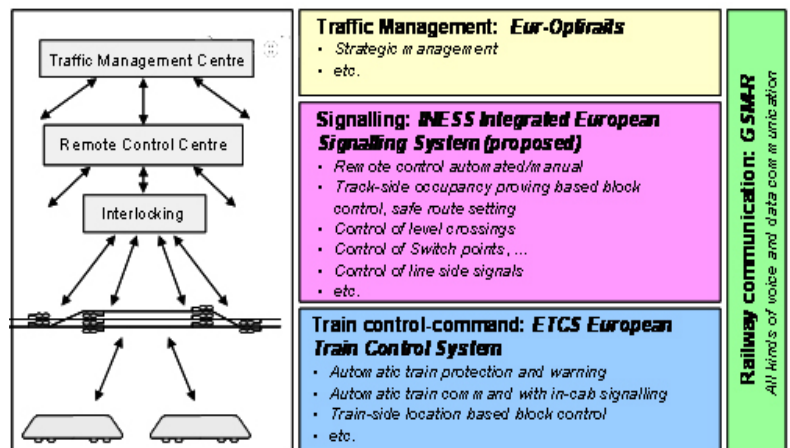 Traffic Management Centre
Remote Control Centre
Interlocking
Traffic Management: Eur-Optirails
• Strategic management
• etc.
Signalling: INESS Integrated European
Signalling System (proposed)
• Remote control automated/manual
• Track-side occupancy proving based block
control, safe route setting
• Control of level crossings
• Control of Switch points, ...
• Control of line side signals
• etc.
Train control-command: ETCS European
Train Control System
• Automatic train protection and warning
• Automatic train command with in-cab signalling
• Train-side location based block control
• etc.
Railway communication: GSM-R
All kinds of voice and data communication